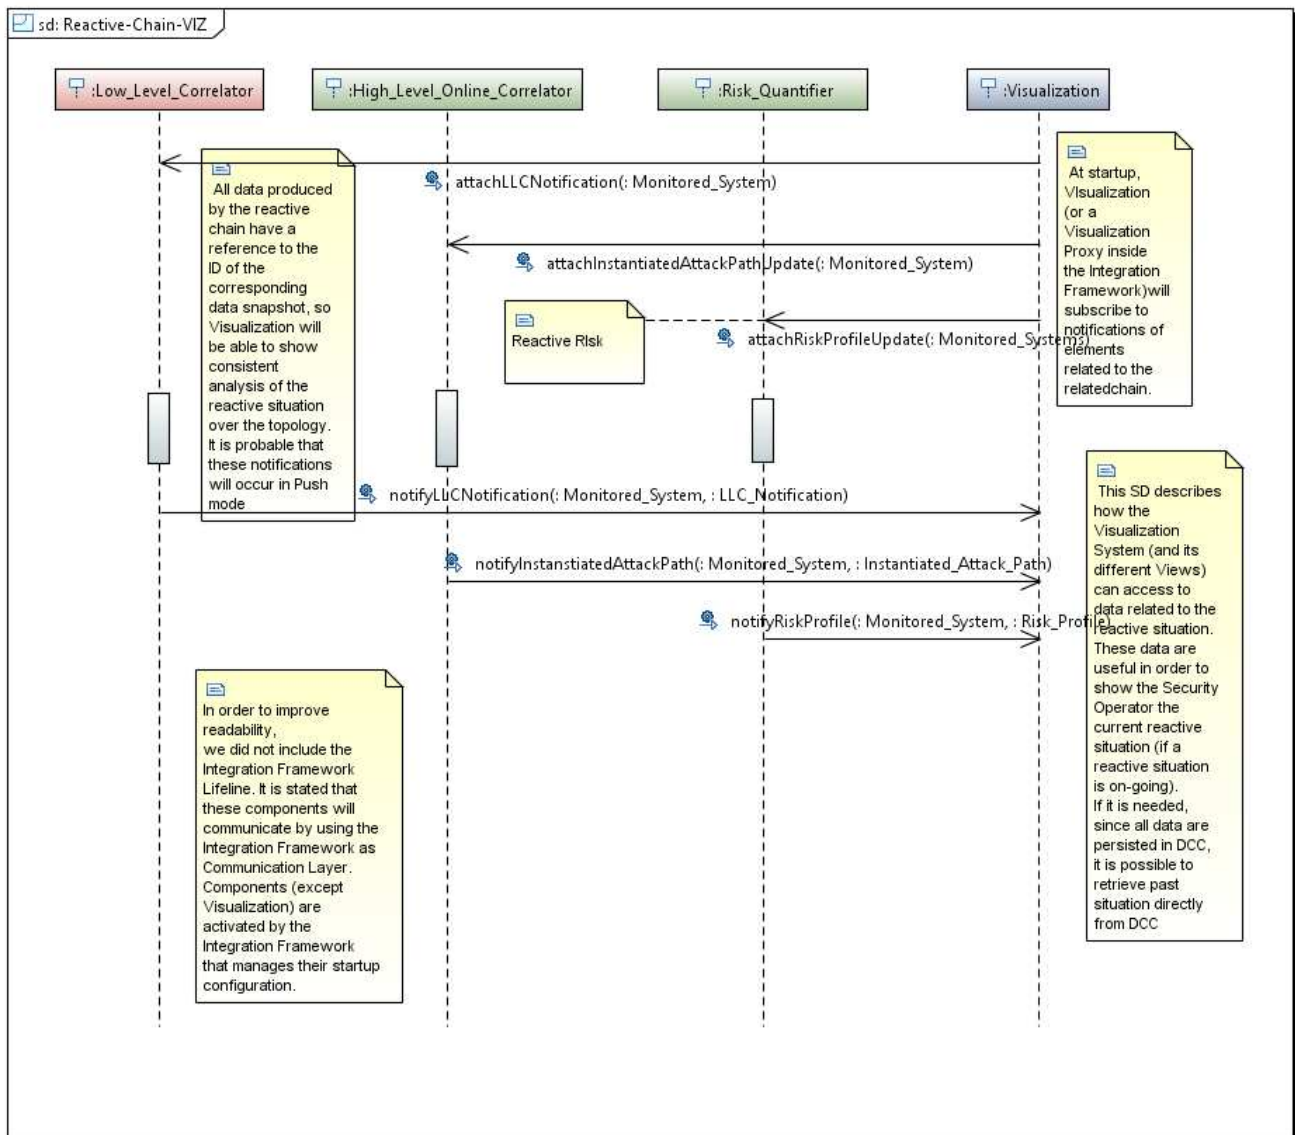 sd: Reactive-Chain-VIZ
:Low_Level_Correlator
:High_Level_Online_Correlator
:Risk_Quantifier
:Visualization
All data produced
by the reactive
chain have a
reference to the
ID of the
corresponding
data snapshot, so
Visualization will
be able to show
consistent
analysis of the
reactive situation
over the topology.
It is probable that
these notifications
will occur in Push
mode
attachLLCNotification(: Monitored_System)
At startup,
VIsualization
(or a
Visualization
Proxy inside
the Integration
Framework)will
subscribe to
notifications of
elements
related to the
relatedchain.
attachInstantiatedAttackPathUpdate(: Monitored_System)
Reactive RIsk
attachRiskProfileUpdate(: Monitored_Systems)
notifyLLCNotification(: Monitored_System, : LLC_Notification)
notifyInstanstiatedAttackPath(: Monitored_System, : Instantiated_Attack_Path)
notifyRiskProfile(: Monitored_System, : Risk_Profile)
This SD describes
how the
Visualization
System (and its
different Views)
can access to
data related to the
reactive situation.
These data are
useful in order to
show the Security
Operator the
current reactive
situation (if a
reactive situation
is on-going).
If it is needed,
since all data are
persisted in DCC,
it is possible to
retrieve past
situation directly
from DCC
In order to improve
readability,
we did not include the
Integration Framework
Lifeline. It is stated that
these components will
communicate by using the
Integration Framework as
Communication Layer.
Components (except
Visualization) are
activated by the
Integration Framework
that manages their startup
configuration.